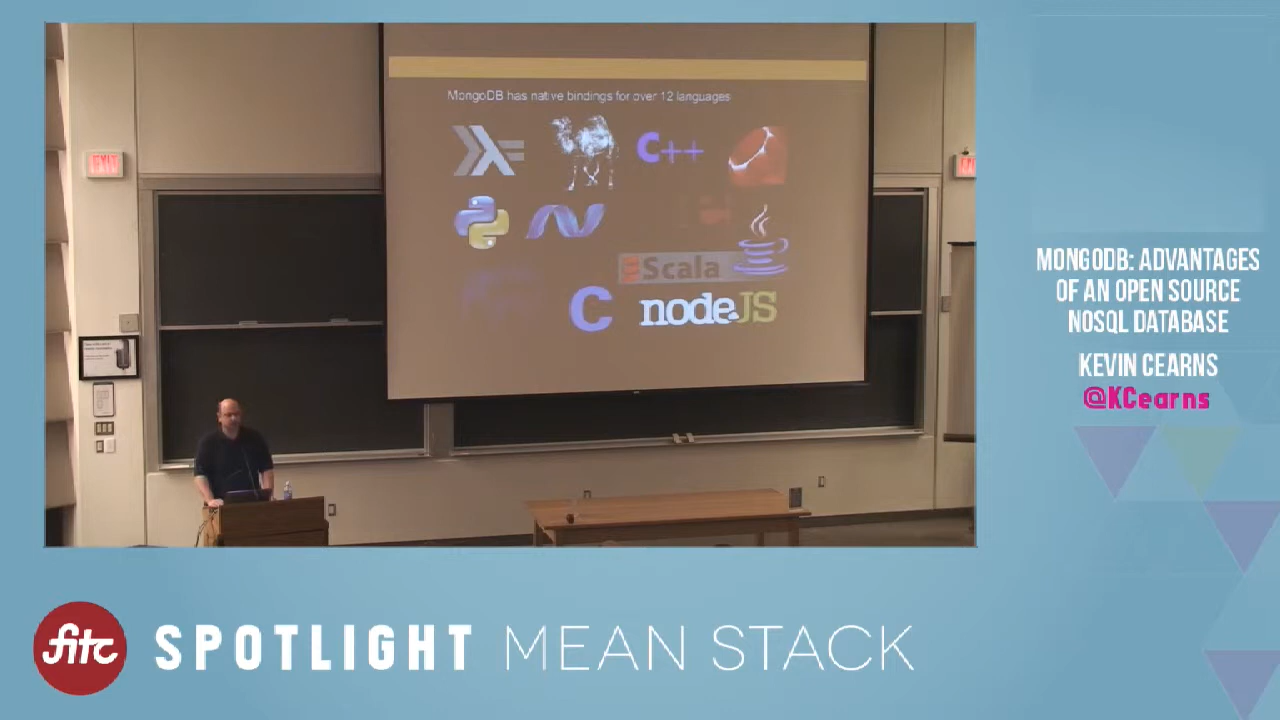 MongoDB has native bindings for over 12 languages
C++
Scala
C
nodeJS
EXIT
MONGODB: ADVANTAGES
OF AN OPEN SOURCE
NOSQL DATABASE
KEVIN CEARNS
@KCearns
fitc
SPOTLIGHT MEAN STACK